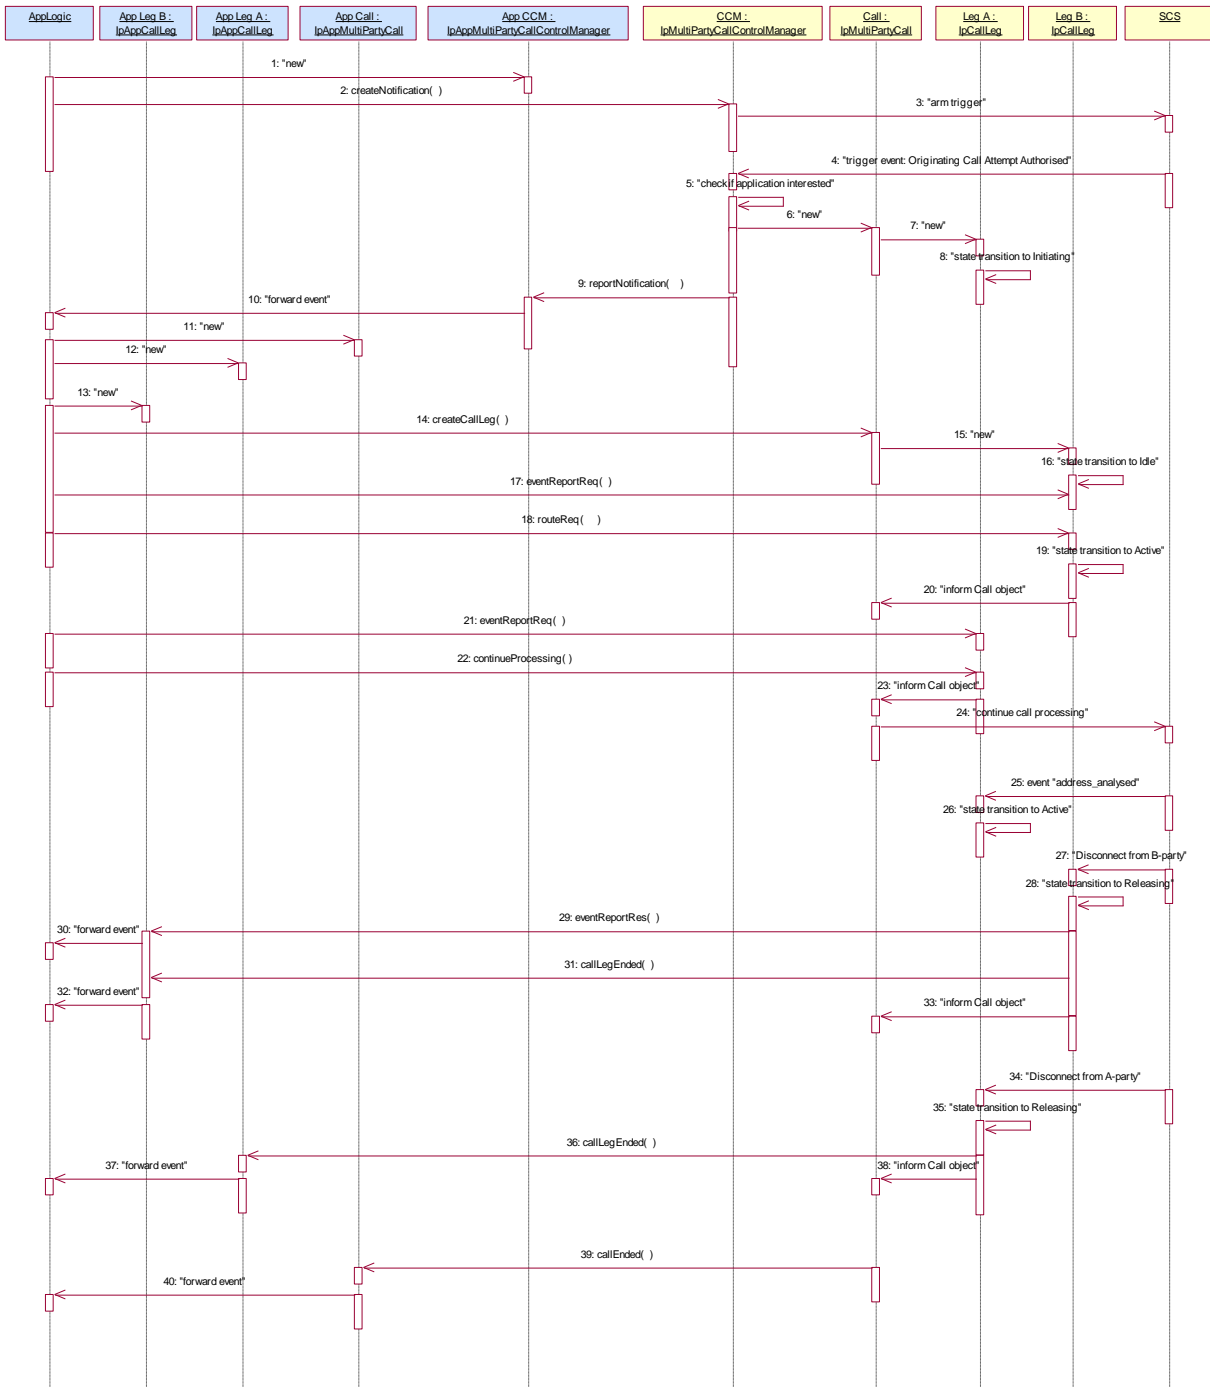 AppLogic
App Leg B :
IpAppCallLeg
App Leg A :
IpAppCallLeg
App Call :
IpAppMultiPartyCall
App CCM :
IpAppMultiPartyCallControlManager
CCM :
IpMultiPartyCallControlManager
Call :
IpMultiPartyCall
Leg A :
IpCallLeg
Leg B :
IpCallLeg
SCS
1: "new"
2: createNotification( )
3: "arm trigger"
4: "trigger event: Originating Call Attempt Authorised"
5: "check if application interested"
6: "new"
7: "new"
8: "state transition to Initiating"
9: reportNotification( )
10: "forward event"
11: "new"
12: "new"
13: "new"
14: createCallLeg( )
15: "new"
16: "state transition to Idle"
17: eventReportReq( )
18: routeReq( )
19: "state transition to Active"
20: "inform Call object"
21: eventReportReq( )
22: continueProcessing( )
23: "inform Call object"
24: "continue call processing"
25: event "address_analysed"
26: "state transition to Active"
27: "Disconnect from B-party"
28: "state transition to Releasing"
29: eventReportRes( )
30: "forward event"
31: callLegEnded( )
32: "forward event"
33: "inform Call object"
34: "Disconnect from A-party"
35: "state transition to Releasing"
36: callLegEnded( )
37: "forward event"
38: "inform Call object"
39: callEnded( )
40: "forward event"